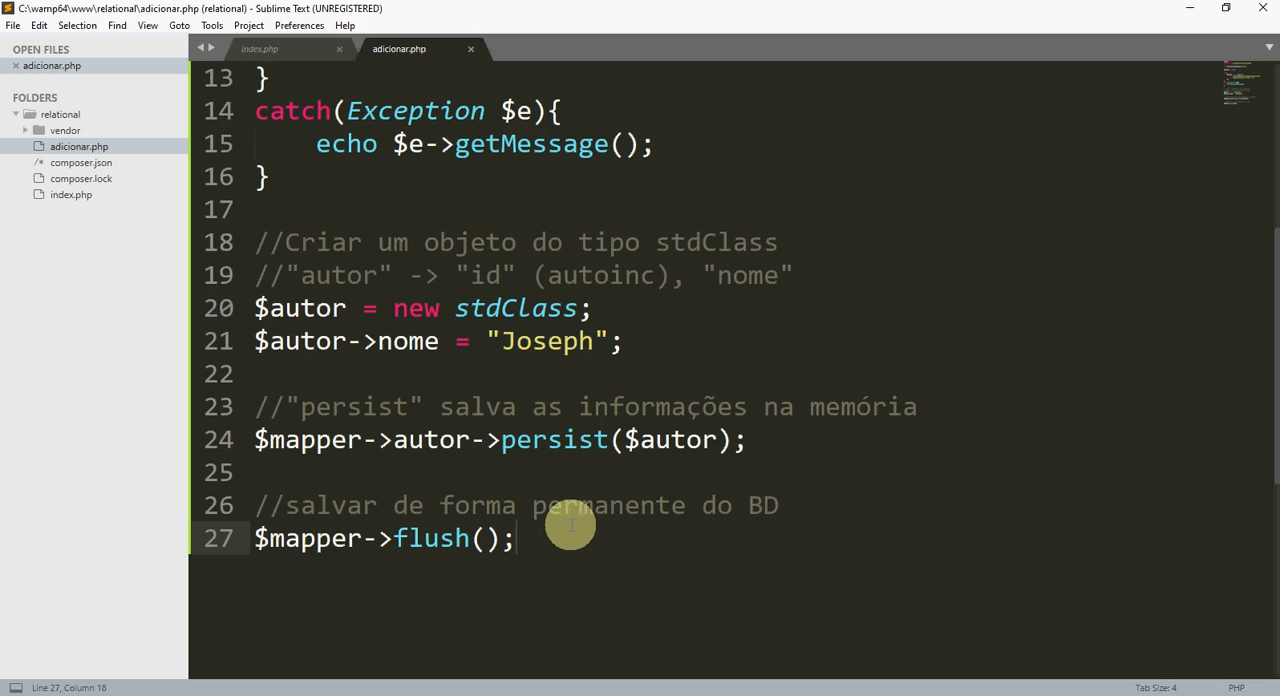 C:\wamp64\www\relational\adicionar.php (relational) - Sublime Text (UNREGISTERED)
File Edit Selection Find View Goto Tools Project Preferences Help
OPEN FILES
adicionar.php
FOLDERS
relational
vendor
adicionar.php
composer.json
composer.lock
index.php
index.php adicionar.php
13 }
14 catch(Exception $e){
15 echo $e->getMessage();
16 }
17
18 //Criar um objeto do tipo stdClass
19 //"autor" -> "id" (autoinc), "nome"
20 $autor = new stdClass;
21 $autor->nome = "Joseph";
22
23 //"persist" salva as informações na memória
24 $mapper->autor->persist($autor);
25
26 //salvar de forma permanente do BD
27 $mapper->flush();
Line 27, Column 18 Tab Size: 4 PHP